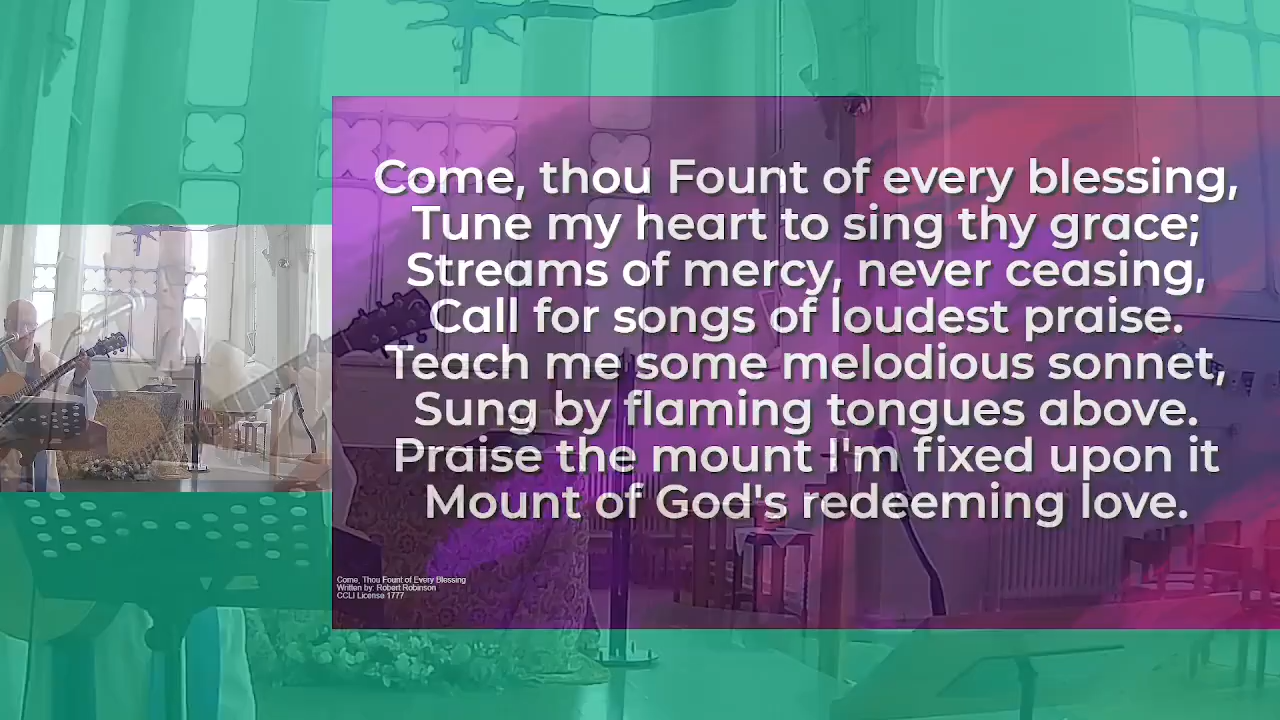 Come, thou Fount of every blessing,
Tune my heart to sing thy grace;
Streams of mercy, never ceasing,
Call for songs of loudest praise.
Teach me some melodious sonnet,
Sung by flaming tongues above.
Praise the mount I'm fixed upon it
Mount of God's redeeming love.
Come, Thou Fount of Every Blessing
Written by: Robert Robinson
CCLI License 1777